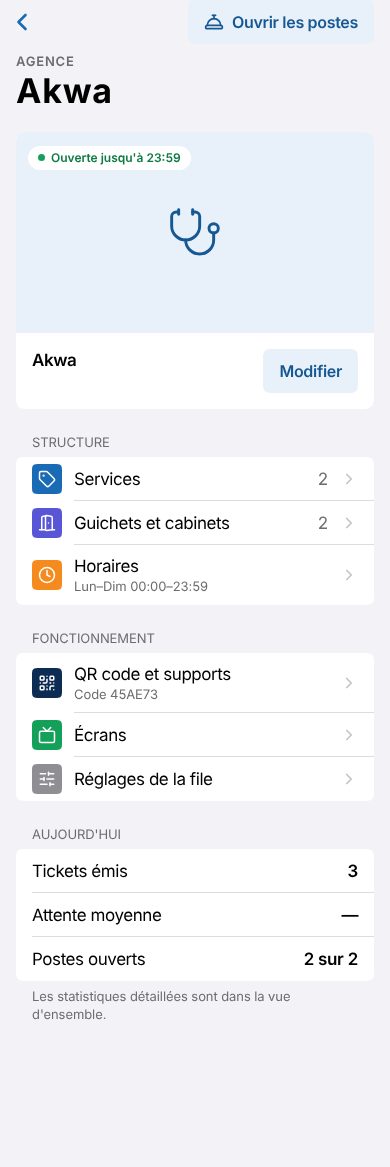 Ouvrir les postes
AGENCE
Akwa
Ouverte jusqu'à 23:59
Akwa
Modifier
STRUCTURE
Services 2
Guichets et cabinets 2
Horaires
Lun–Dim 00:00–23:59
FONCTIONNEMENT
QR code et supports
Code 45AE73
Écrans
Réglages de la file
AUJOURD'HUI
Tickets émis 3
Attente moyenne —
Postes ouverts 2 sur 2
Les statistiques détaillées sont dans la vue
d'ensemble.